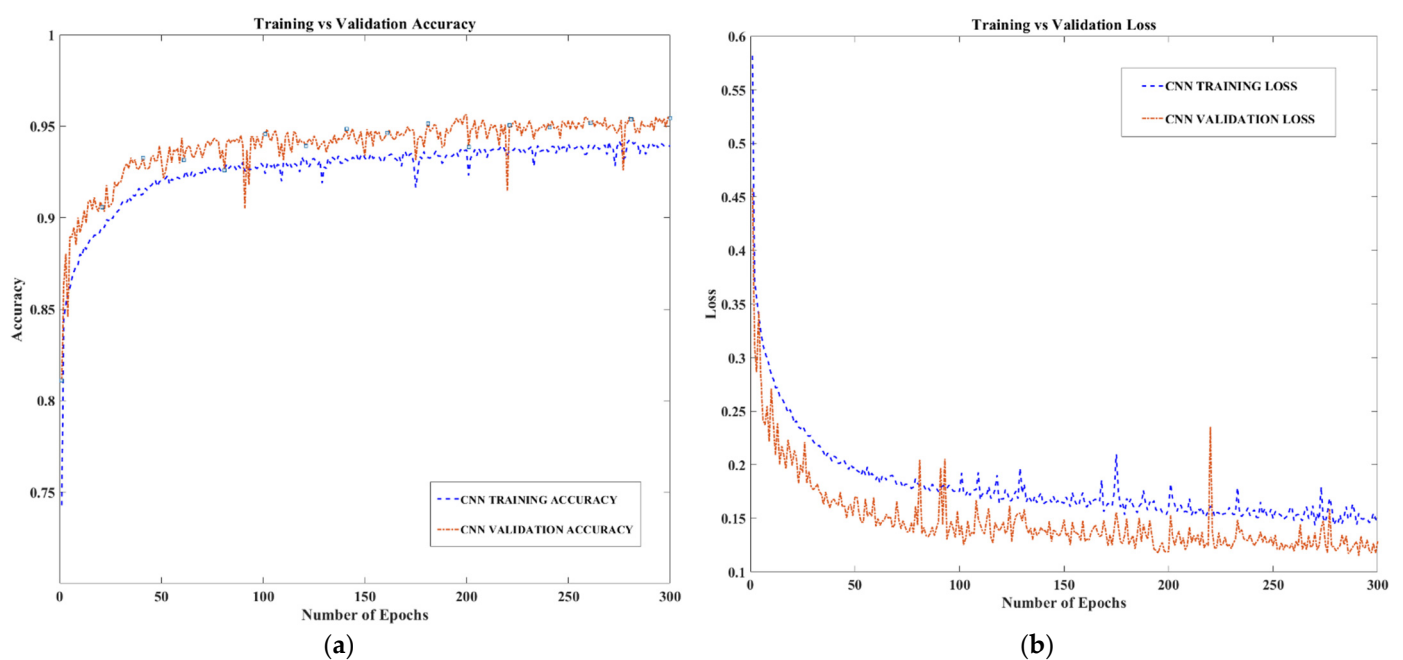 Training vs Validation Accuracy
1
0.95
0.9
0.85
0.8
0.75
Accuracy
CNN TRAINING ACCURACY
CNN VALIDATION ACCURACY
0 50 100 150 200 250 300
Number of Epochs
(a)
Training vs Validation Loss
0.6
0.55
0.5
0.45
0.4
0.35
0.3
0.25
0.2
0.15
0.1
Loss
CNN TRAINING LOSS
CNN VALIDATION LOSS
0 50 100 150 200 250 300
Number of Epochs
(b)